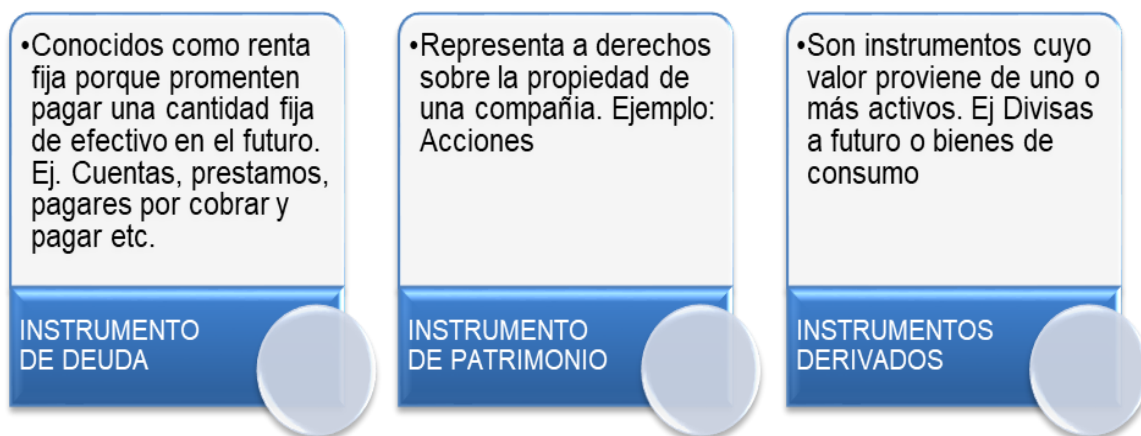 •Conocidos como renta
fija porque promenten
pagar una cantidad fija
de efectivo en el futuro.
Ej. Cuentas, prestamos,
pagares por cobrar y
pagar etc.
INSTRUMENTO
DE DEUDA
•Representa a derechos
sobre la propiedad de
una compañia. Ejemplo:
Acciones
INSTRUMENTO
DE PATRIMONIO
•Son instrumentos cuyo
valor proviene de uno o
más activos. Ej Divisas
a futuro o bienes de
consumo
INSTRUMENTOS
DERIVADOS